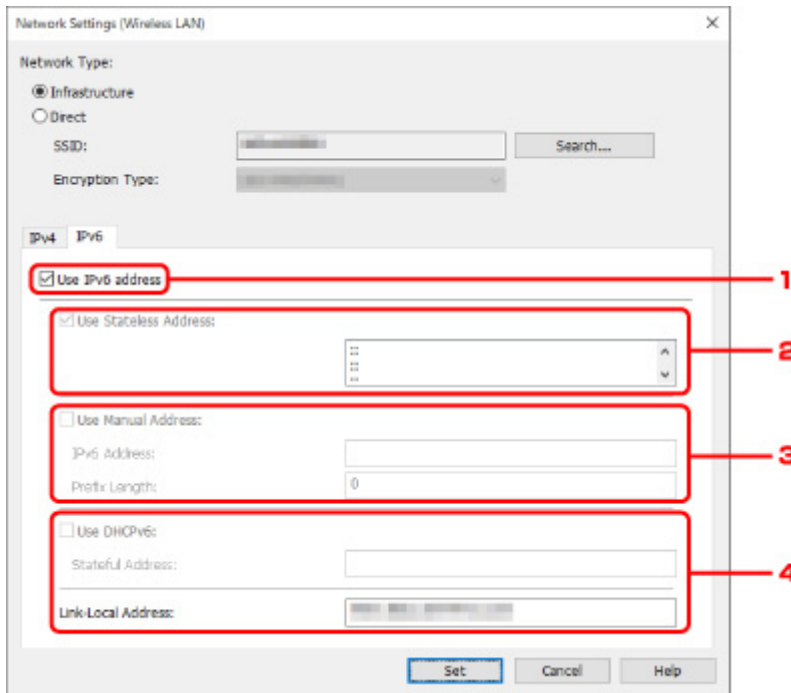 Network Settings (Wireless LAN)
Network Type:
Infrastructure
Direct
SSID:
Search...
Encryption Type:
IPv4 IPv6
Use IPv6 address
1
Use Stateless Address:
::
::
::
2
Use Manual Address:
3
IPv6 Address:
Prefix Length: 0
Use DHCPv6:
Stateful Address:
4
Link-Local Address:
Set Cancel Help